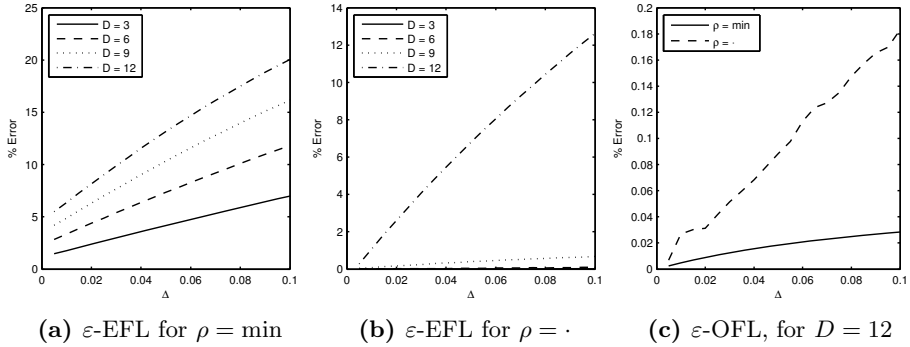 D = 3
D = 6
D = 9
D = 12
25
20
15
10
5
0
% Error
0 0.02 0.04 0.06 0.08 0.1
Δ
(a) ε-EFL for ρ = min
D = 3
D = 6
D = 9
D = 12
14
12
10
8
6
4
2
0
% Error
0 0.02 0.04 0.06 0.08 0.1
Δ
(b) ε-EFL for ρ = ·
ρ = min
ρ = ·
0.2
0.18
0.16
0.14
0.12
0.1
0.08
0.06
0.04
0.02
0
% Error
0 0.02 0.04 0.06 0.08 0.1
Δ
(c) ε-OFL, for D = 12